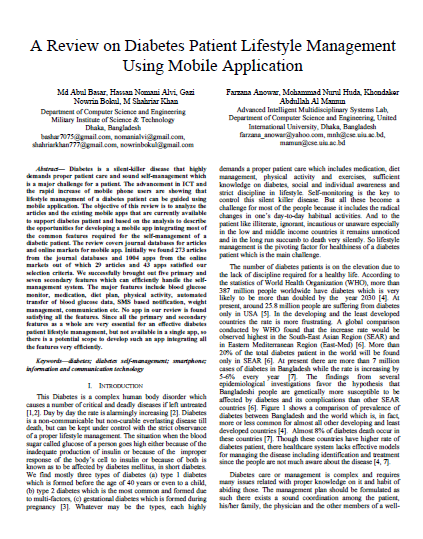 A Review on Diabetes Patient Lifestyle Management
Using Mobile Application
Md Abul Basar, Hassan Nomani Alvi, Gazi
Nowrin Bokul, M Shahriar Khan
Department of Computer Science and Engineering
Military Institute of Science & Technology
Dhaka, Bangladesh
bashar7075@gmail.com, nomanialvi@gmail.com,
shahriarkhan777@gmail.com, nowrinbokul@gmail.com
Farzana Anowar, Mohammad Nurul Huda, Khondaker
Abdullah Al Mamun
Advanced Intelligent Multidisciplinary Systems Lab,
Department of Computer Science and Engineering, United
International University, Dhaka, Bangladesh
farzana_anowar@yahoo.com, mnh@cse.uiu.ac.bd,
mamun@cse.uiu.ac.bd
Abstract— Diabetes is a silent-killer disease that highly
demands proper patient care and sound self-management which
is a major challenge for a patient. The advancement in ICT and
the rapid increase of mobile phone users are showing that
lifestyle management of a diabetes patient can be guided using
mobile application. The objective of this review is to analyze the
articles and the existing mobile apps that are currently available
to support diabetes patient and based on the analysis to describe
the opportunities for developing a mobile app integrating most of
the common features required for the self-management of a
diabetic patient. The review covers journal databases for articles
and online markets for mobile app. Initially we found 273 articles
from the journal databases and 1004 apps from the online
markets out of which 29 articles and 43 apps satisfied our
selection criteria. We successively brought out five primary and
seven secondary features which can efficiently handle the self-
management system. The major features include blood glucose
monitor, medication, diet plan, physical activity, automated
transfer of blood glucose data, SMS based notification, weight
management, communication etc. No app in our review is found
satisfying all the features. Since all the primary and secondary
features as a whole are very essential for an effective diabetes
patient lifestyle management, but not available in a single app, so
there is a potential scope to develop such an app integrating all
the features very efficiently.
Keywords—diabetes; diabetes self-management; smartphone;
information and communication technology
I. INTRODUCTION
This Diabetes is a complex human body disorder which
causes a number of critical and deadly diseases if left untreated
[1,2]. Day by day the rate is alarmingly increasing [2]. Diabetes
is a non-communicable but non-curable everlasting disease till
death, but can be kept under control with the strict observance
of a proper lifestyle management. The situation when the blood
sugar called glucose of a person goes high either because of the
inadequate production of insulin or because of the improper
response of the body's cell to insulin or because of both is
known as to be affected by diabetes mellitus, in short diabetes.
We find mostly three types of diabetes (a) type 1 diabetes
which is formed before the age of 40 years or even to a child,
(b) type 2 diabetes which is the most common and formed due
to multi-factors, (c) gestational diabetes which is formed during
pregnancy [3]. Whatever may be the types, each highly
demands a proper patient care which includes medication, diet
management, physical activity and exercises, sufficient
knowledge on diabetes, social and individual awareness and
strict discipline in lifestyle. Self-monitoring is the key to
control this silent killer disease. But all these become a
challenge for most of the people because it includes the radical
changes in one's day-to-day habitual activities. And to the
patient like illiterate, ignorant, incautious or unaware especially
in the low and middle income countries it remains unnoticed
and in the long run succumb to death very silently. So lifestyle
management is the pivoting factor for healthiness of a diabetes
patient which is the main challenge.
The number of diabetes patients is on the elevation due to
the lack of discipline required for a healthy life. According to
the statistics of World Health Organization (WHO), more than
387 million people worldwide have diabetes which is very
likely to be more than doubled by the year 2030 [4]. At
present, around 25.8 million people are suffering from diabetes
only in USA [5]. In the developing and the least developed
countries the rate is more frustrating. A global comparison
conducted by WHO found that the increase rate would be
observed highest in the South-East Asian Region (SEAR) and
in Eastern Mediterranean Region (East-Med) [6]. More than
20% of the total diabetes patient in the world will be found
only in SEAR [6]. At present there are more than 7 million
cases of diabetes in Bangladesh while the rate is increasing by
5-6% every year [7]. The findings from several
epidemiological investigations favor the hypothesis that
Bangladeshi people are genetically more susceptible to be
affected by diabetes and its complications than other SEAR
countries [6]. Figure 1 shows a comparison of prevalence of
diabetes between Bangladesh and the world which is, in fact,
more or less common for almost all other developing and least
developed countries [4]. Almost 8% of diabetes occur in these
countries [7]. Though these countries have higher rate of
diabetes patient, there healthcare system lacks effective models
for managing the disease including identification and treatment
since the people are not much aware about the disease [4, 7].
Diabetes care or management is complex and requires
many issues related with proper knowledge on it and habit of
abiding those. The management plan should be formulated as
such there exists a sound coordination among the patient,
his/her family, the physician and the other members of a well-